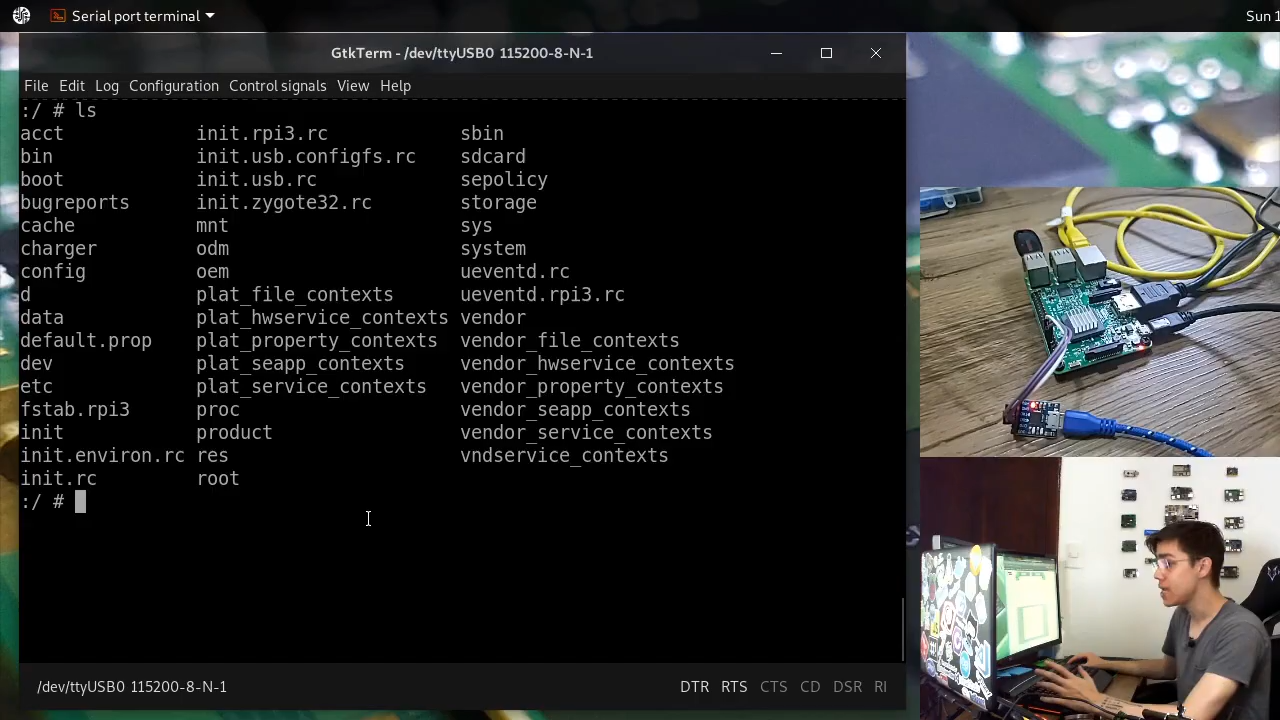 Serial port terminal
Sun 1
GtkTerm - /dev/ttyUSB0 115200-8-N-1
File Edit Log Configuration Control signals View Help
:/ # ls
acct init.rpi3.rc sbin
bin init.usb.configfs.rc sdcard
boot init.usb.rc sepolicy
bugreports init.zygote32.rc storage
cache mnt sys
charger odm system
config oem ueventd.rc
d plat_file_contexts ueventd.rpi3.rc
data plat_hwservice_contexts vendor
default.prop plat_property_contexts vendor_file_contexts
dev plat_seapp_contexts vendor_hwservice_contexts
etc plat_service_contexts vendor_property_contexts
fstab.rpi3 proc vendor_seapp_contexts
init product vendor_service_contexts
init.environ.rc res vndservice_contexts
init.rc root
:/ #
/dev/ttyUSB0 115200-8-N-1
DTR RTS CTS CD DSR RI